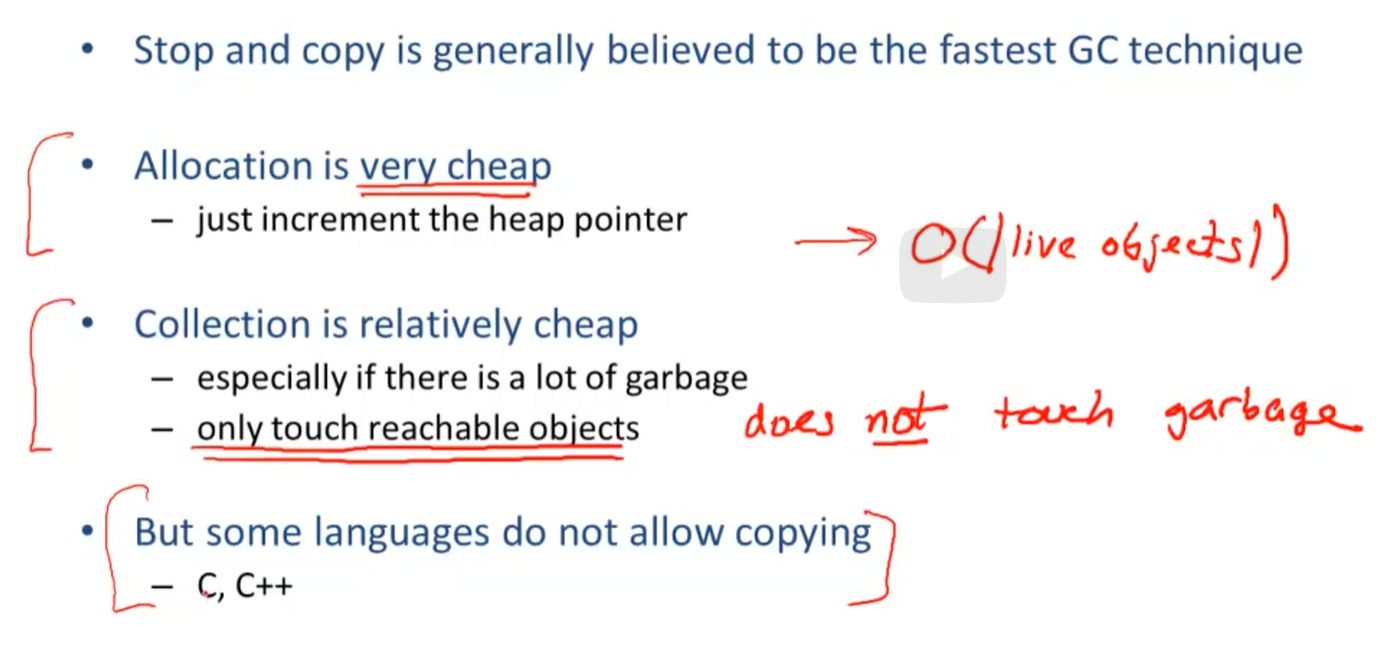 • Stop and copy is generally believed to be the fastest GC technique
• Allocation is very cheap
– just increment the heap pointer
→ O(|live objects|)
• Collection is relatively cheap
– especially if there is a lot of garbage
– only touch reachable objects does not touch garbage
• But some languages do not allow copying
– C, C++